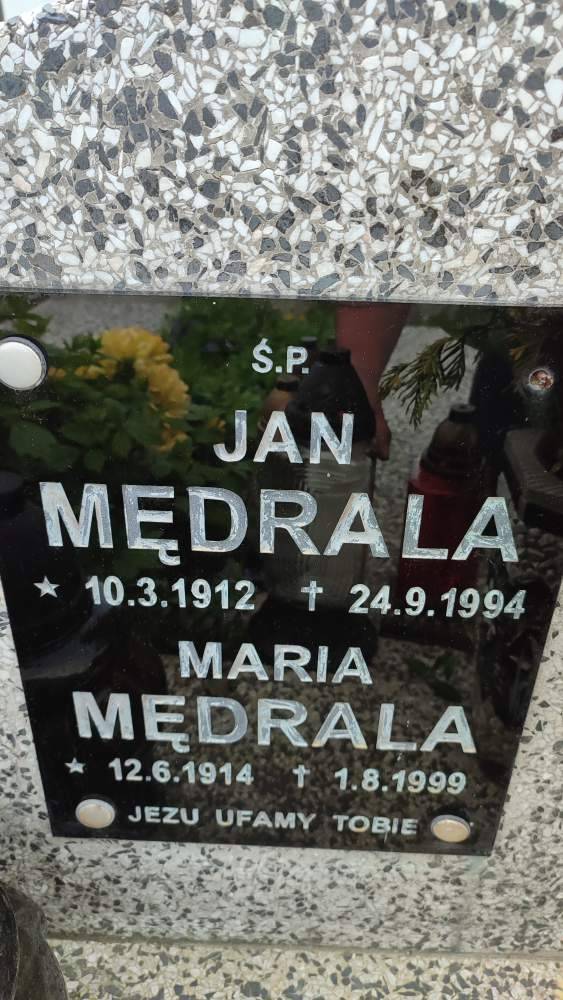 Ś.P.
JAN
MĘDRALA
★ 10.3.1912 † 24.9.1994
MARIA
MĘDRALA
★ 12.6.1914 † 1.8.1999
JEZU UFAMY TOBIE